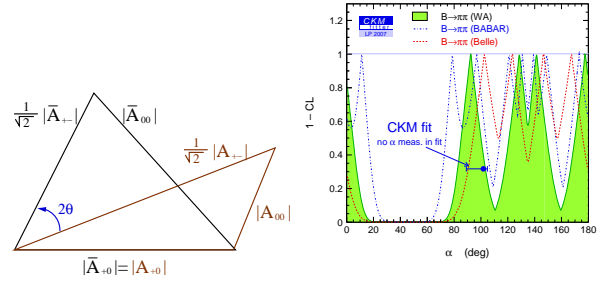 1/√2 |A̅₊₋|
|A̅₀₀|
1/√2 |A₊₋|
2θ
|A₀₀|
|A̅₊₀|=|A₊₀|
CKM
fitter
LP 2007
B→ππ (WA)
B→ππ (BABAR)
B→ππ (Belle)
1 – CL
1.2
1
0.8
0.6
0.4
0.2
0
CKM fit
no α meas. in fit
0 20 40 60 80 100 120 140 160 180
α (deg)